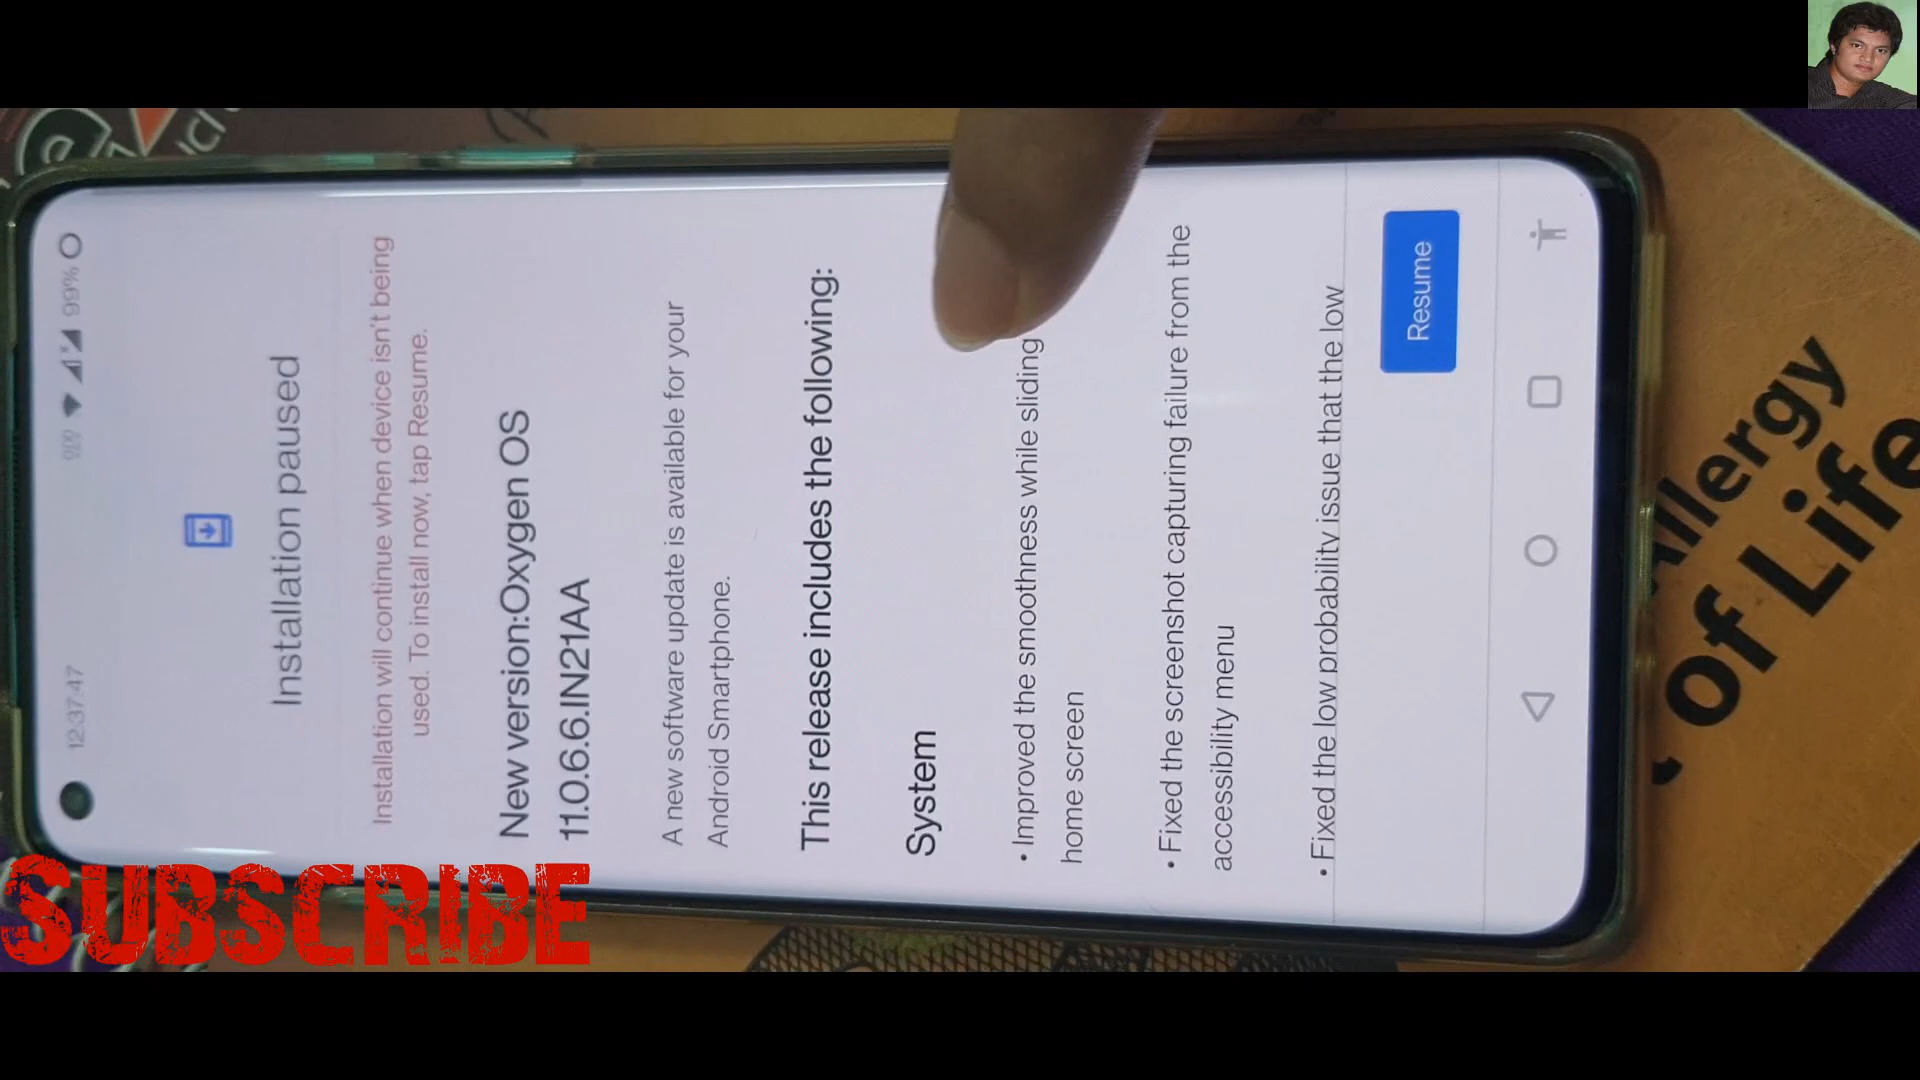 12:37:47
99%
Installation paused
Installation will continue when device isn't being
used. To install now, tap Resume.
New version:Oxygen OS
11.0.6.6.IN21AA
A new software update is available for your
Android Smartphone.
This release includes the following:
System
• Improved the smoothness while sliding
home screen
• Fixed the screenshot capturing failure from the
accessibility menu
• Fixed the low probability issue that the low
Resume
Allergy
of Life
SUBSCRIBE